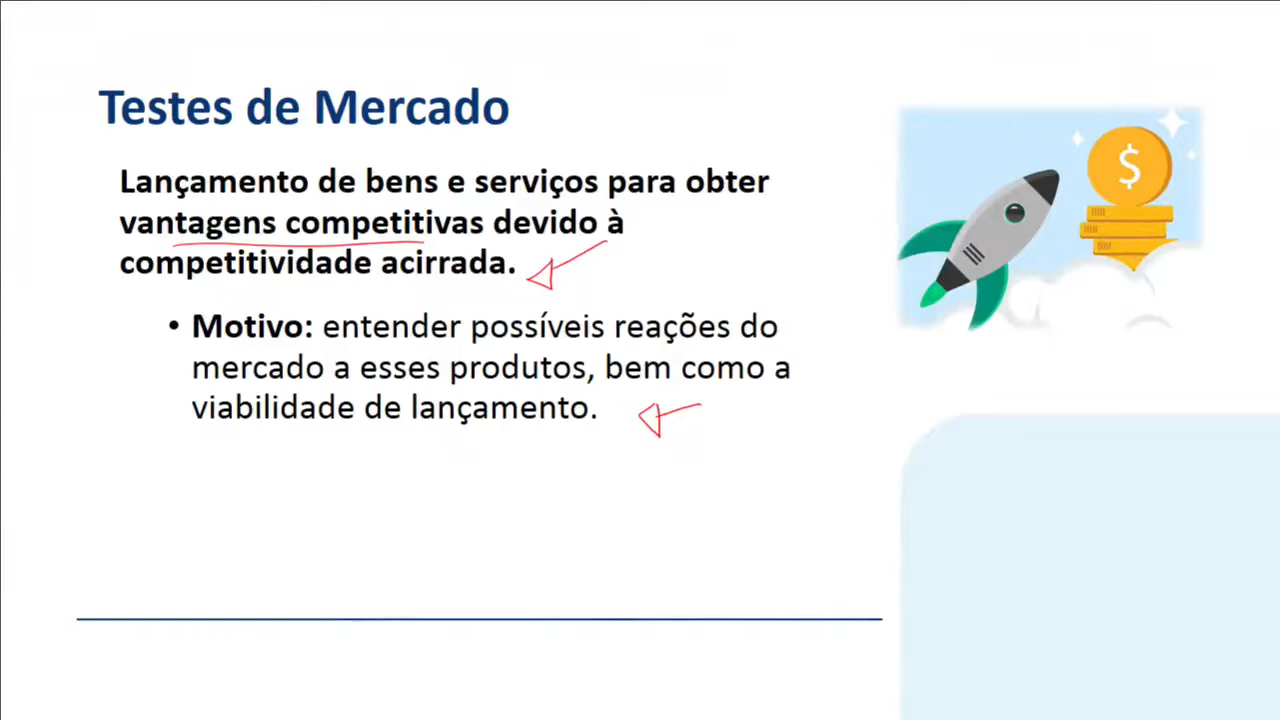 Testes de Mercado
Lançamento de bens e serviços para obter
vantagens competitivas devido à
competitividade acirrada.
• Motivo: entender possíveis reações do
mercado a esses produtos, bem como a
viabilidade de lançamento.
$